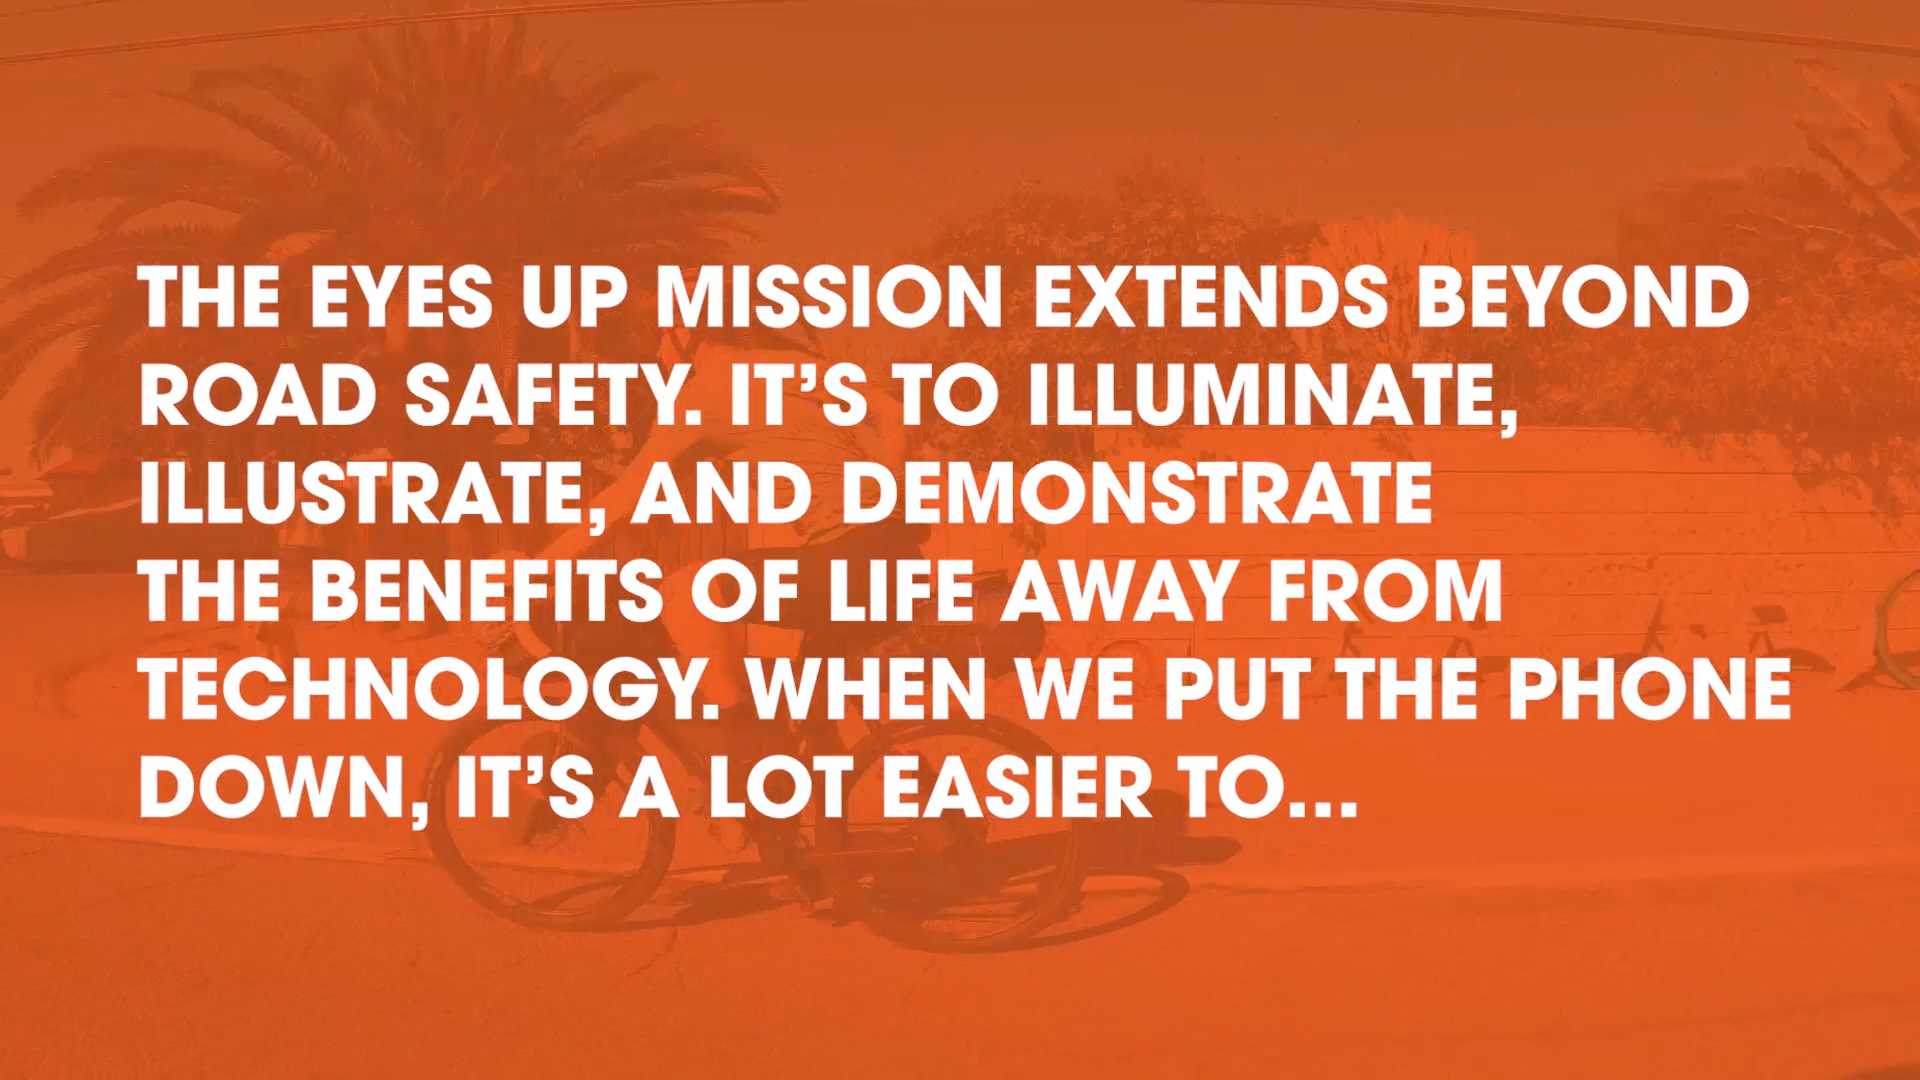 THE EYES UP MISSION EXTENDS BEYOND
ROAD SAFETY. IT’S TO ILLUMINATE,
ILLUSTRATE, AND DEMONSTRATE
THE BENEFITS OF LIFE AWAY FROM
TECHNOLOGY. WHEN WE PUT THE PHONE
DOWN, IT’S A LOT EASIER TO...